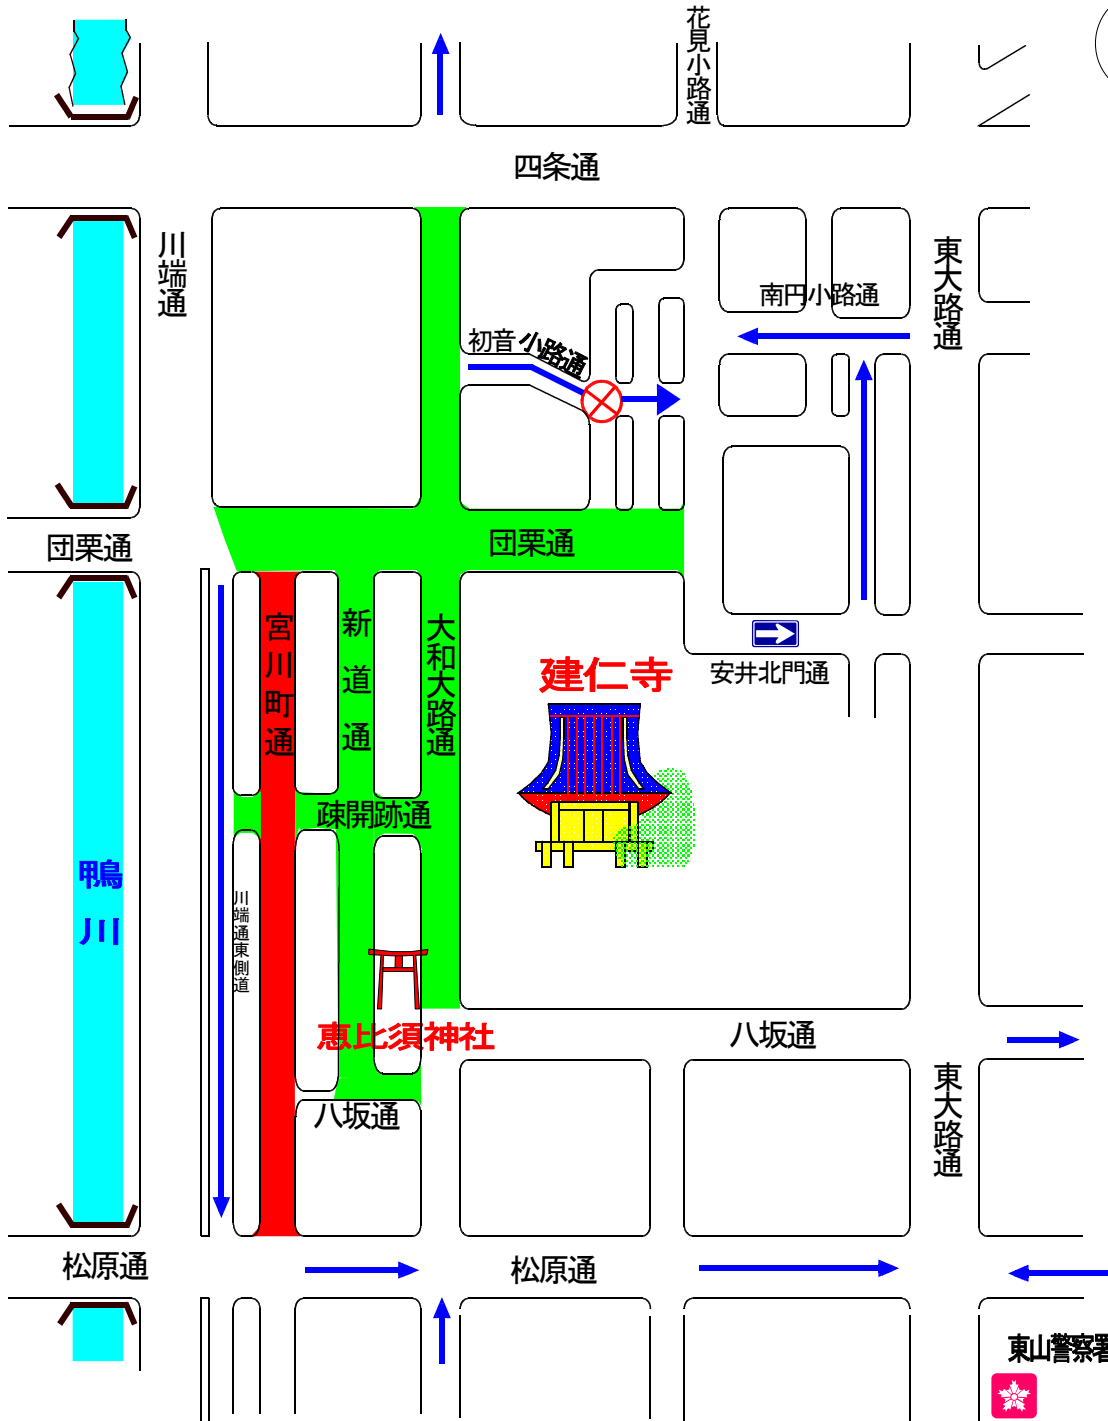 花見小路通
四条通
川端通
東大路通
南円小路通
初音小路通
団栗通
団栗通
宮川町通
新道通
大和大路通
建仁寺
安井北門通
疎開跡通
鴨川
川端通東側道
恵比須神社
八坂通
八坂通
東大路通
松原通
松原通
東山警察署